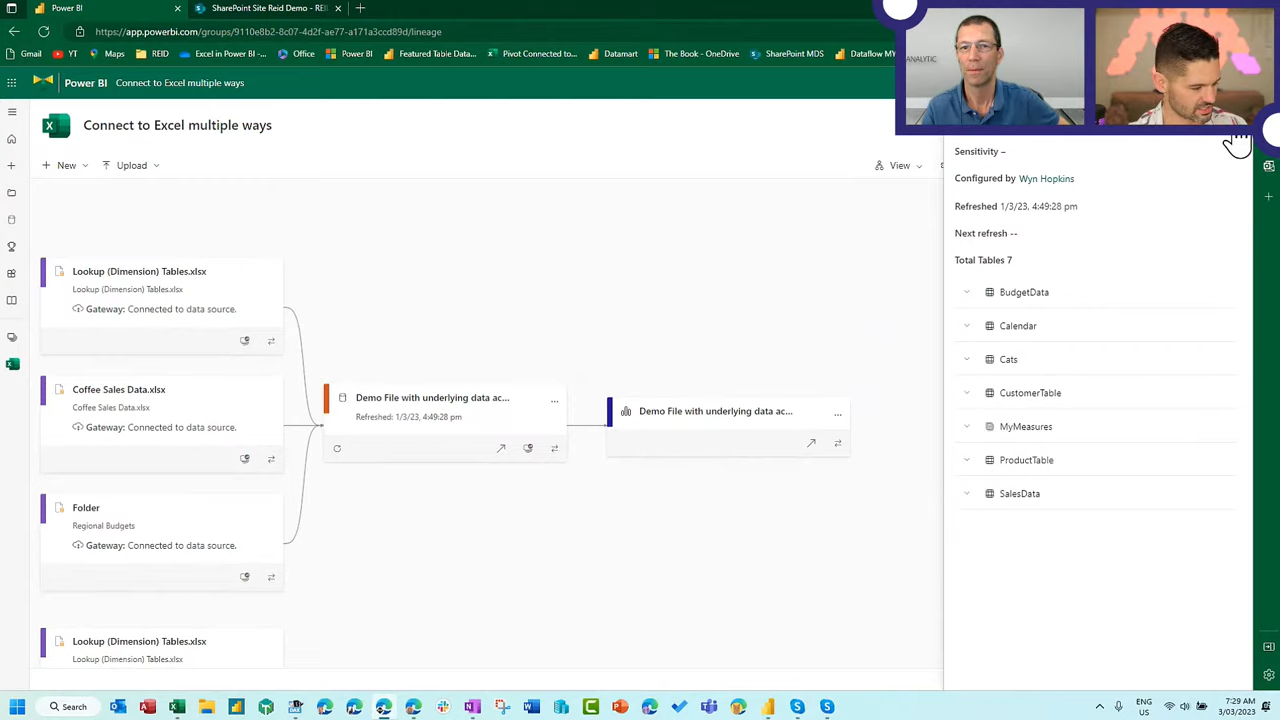 Power BI
SharePoint Site Reid Demo - REI
https://app.powerbi.com/groups/9110e8b2-8c07-4d2f-ae77-a171a3ccd89d/lineage
Gmail
YT
REID
Excel in Power BI
Office
Power BI
Featured Table Data...
Pivot Connected to...
Datamart
The Book - OneDrive
SharePoint MDS
Dataflow MY
ANALYTIC
Power BI Connect to Excel multiple ways
Connect to Excel multiple ways
New
Upload
View
Lookup (Dimension) Tables.xlsx
Lookup (Dimension) Tables.xlsx
Gateway: Connected to data source.
Coffee Sales Data.xlsx
Coffee Sales Data.xlsx
Gateway: Connected to data source.
Folder
Regional Budgets
Gateway: Connected to data source.
Lookup (Dimension) Tables.xlsx
Lookup (Dimension) Tables.xlsx
Demo File with underlying data ac...
Refreshed: 1/3/23, 4:49:28 pm
Demo File with underlying data ac...
Sensitivity –
Configured by Wyn Hopkins
Refreshed 1/3/23, 4:49:28 pm
Next refresh --
Total Tables 7
BudgetData
Calendar
Cats
CustomerTable
MyMeasures
ProductTable
SalesData
Search
ENG
US
7:29 AM
3/03/2023